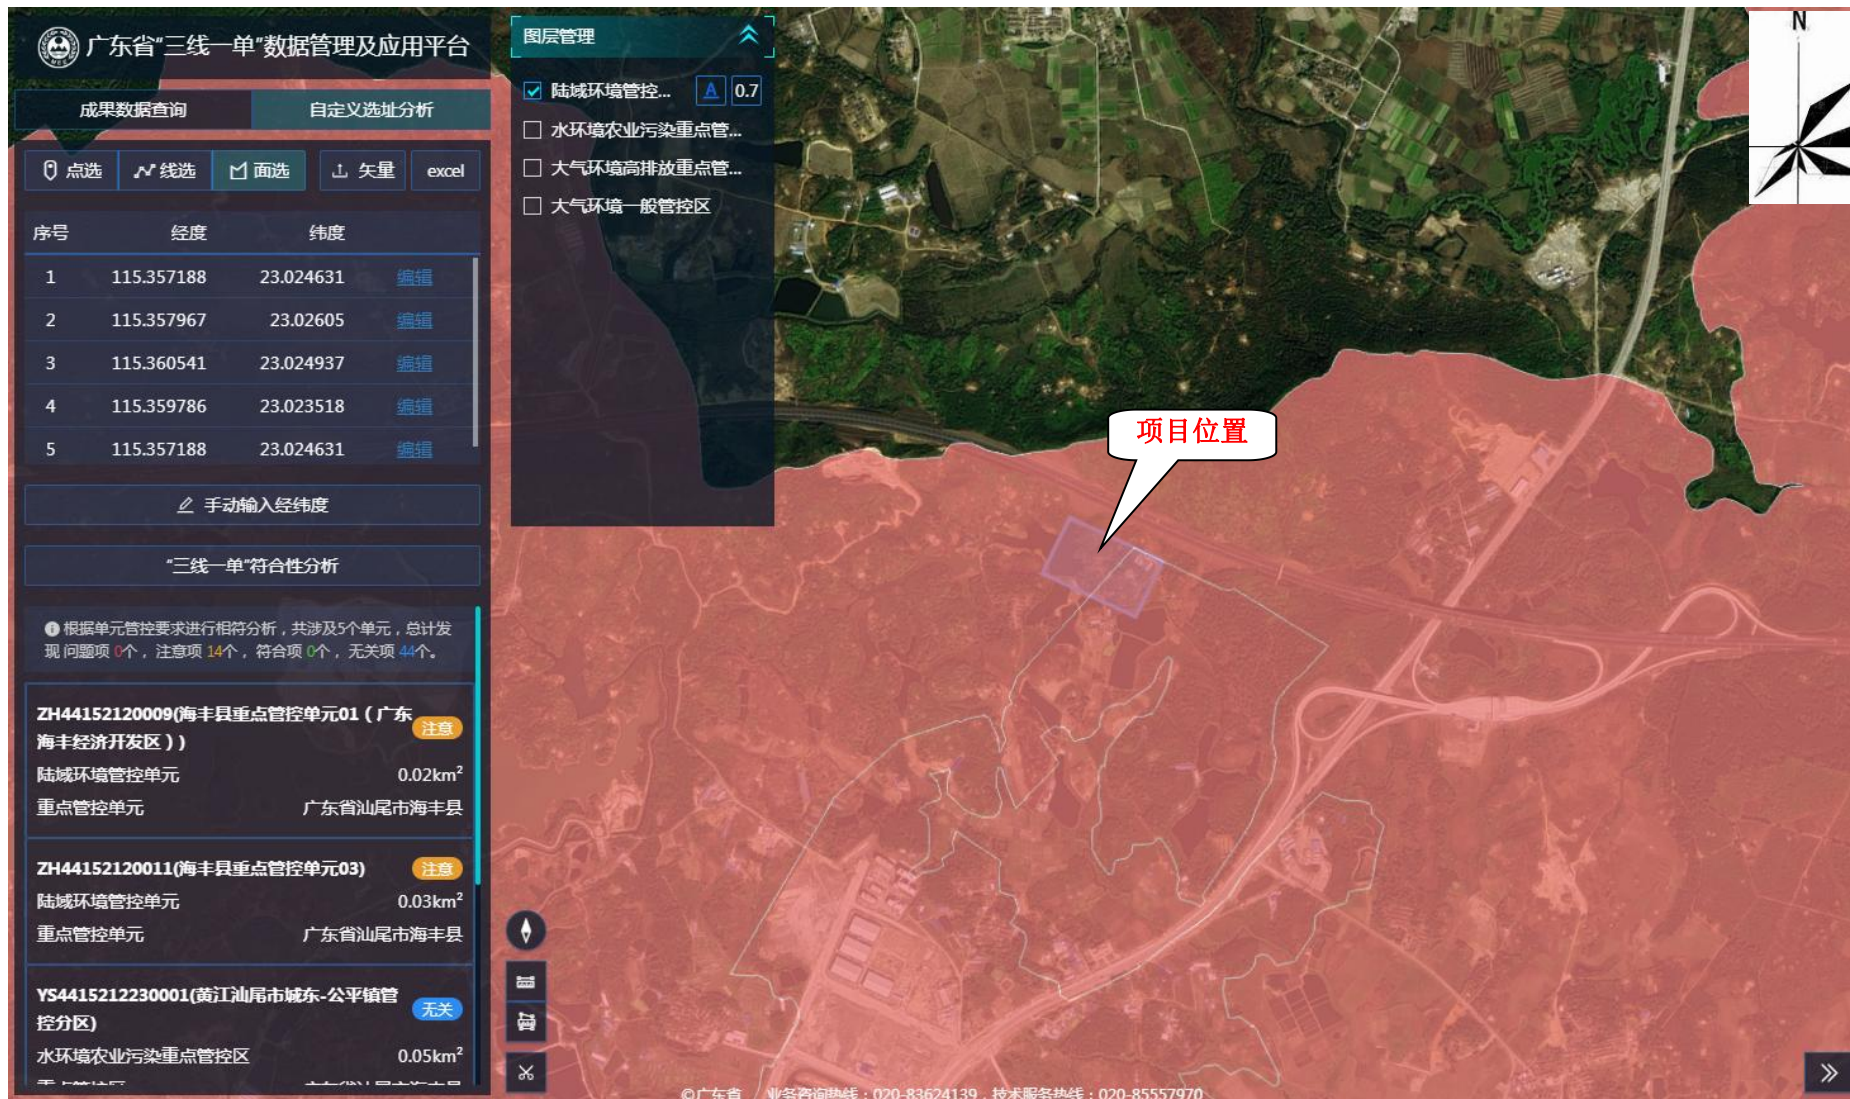 广东省“三线一单”数据管理及应用平台
成果数据查询 自定义选址分析
点选 线选 面选 矢量 excel
序号 经度 纬度
1 115.357188 23.024631 编辑
2 115.357967 23.02605 编辑
3 115.360541 23.024937 编辑
4 115.359786 23.023518 编辑
5 115.357188 23.024631 编辑
手动输入经纬度
“三线一单”符合性分析
根据单元管控要求进行相符分析，共涉及5个单元，总计发
现 问题项 0个，注意项 14个，符合项 0个，无关项 44个。
ZH44152120009(海丰县重点管控单元01（广东
海丰经济开发区）)
注意
陆域环境管控单元 0.02km²
重点管控单元 广东省汕尾市海丰县
ZH44152120011(海丰县重点管控单元03) 注意
陆域环境管控单元 0.03km²
重点管控单元 广东省汕尾市海丰县
YS4415212230001(黄江汕尾市城东-公平镇管
控分区)
无关
水环境农业污染重点管控区 0.05km²
图层管理
陆域环境管控... A 0.7
水环境农业污染重点管...
大气环境高排放重点管...
大气环境一般管控区
项目位置
N
©广东省 业务咨询热线：020-83624139，技术服务热线：020-85557970